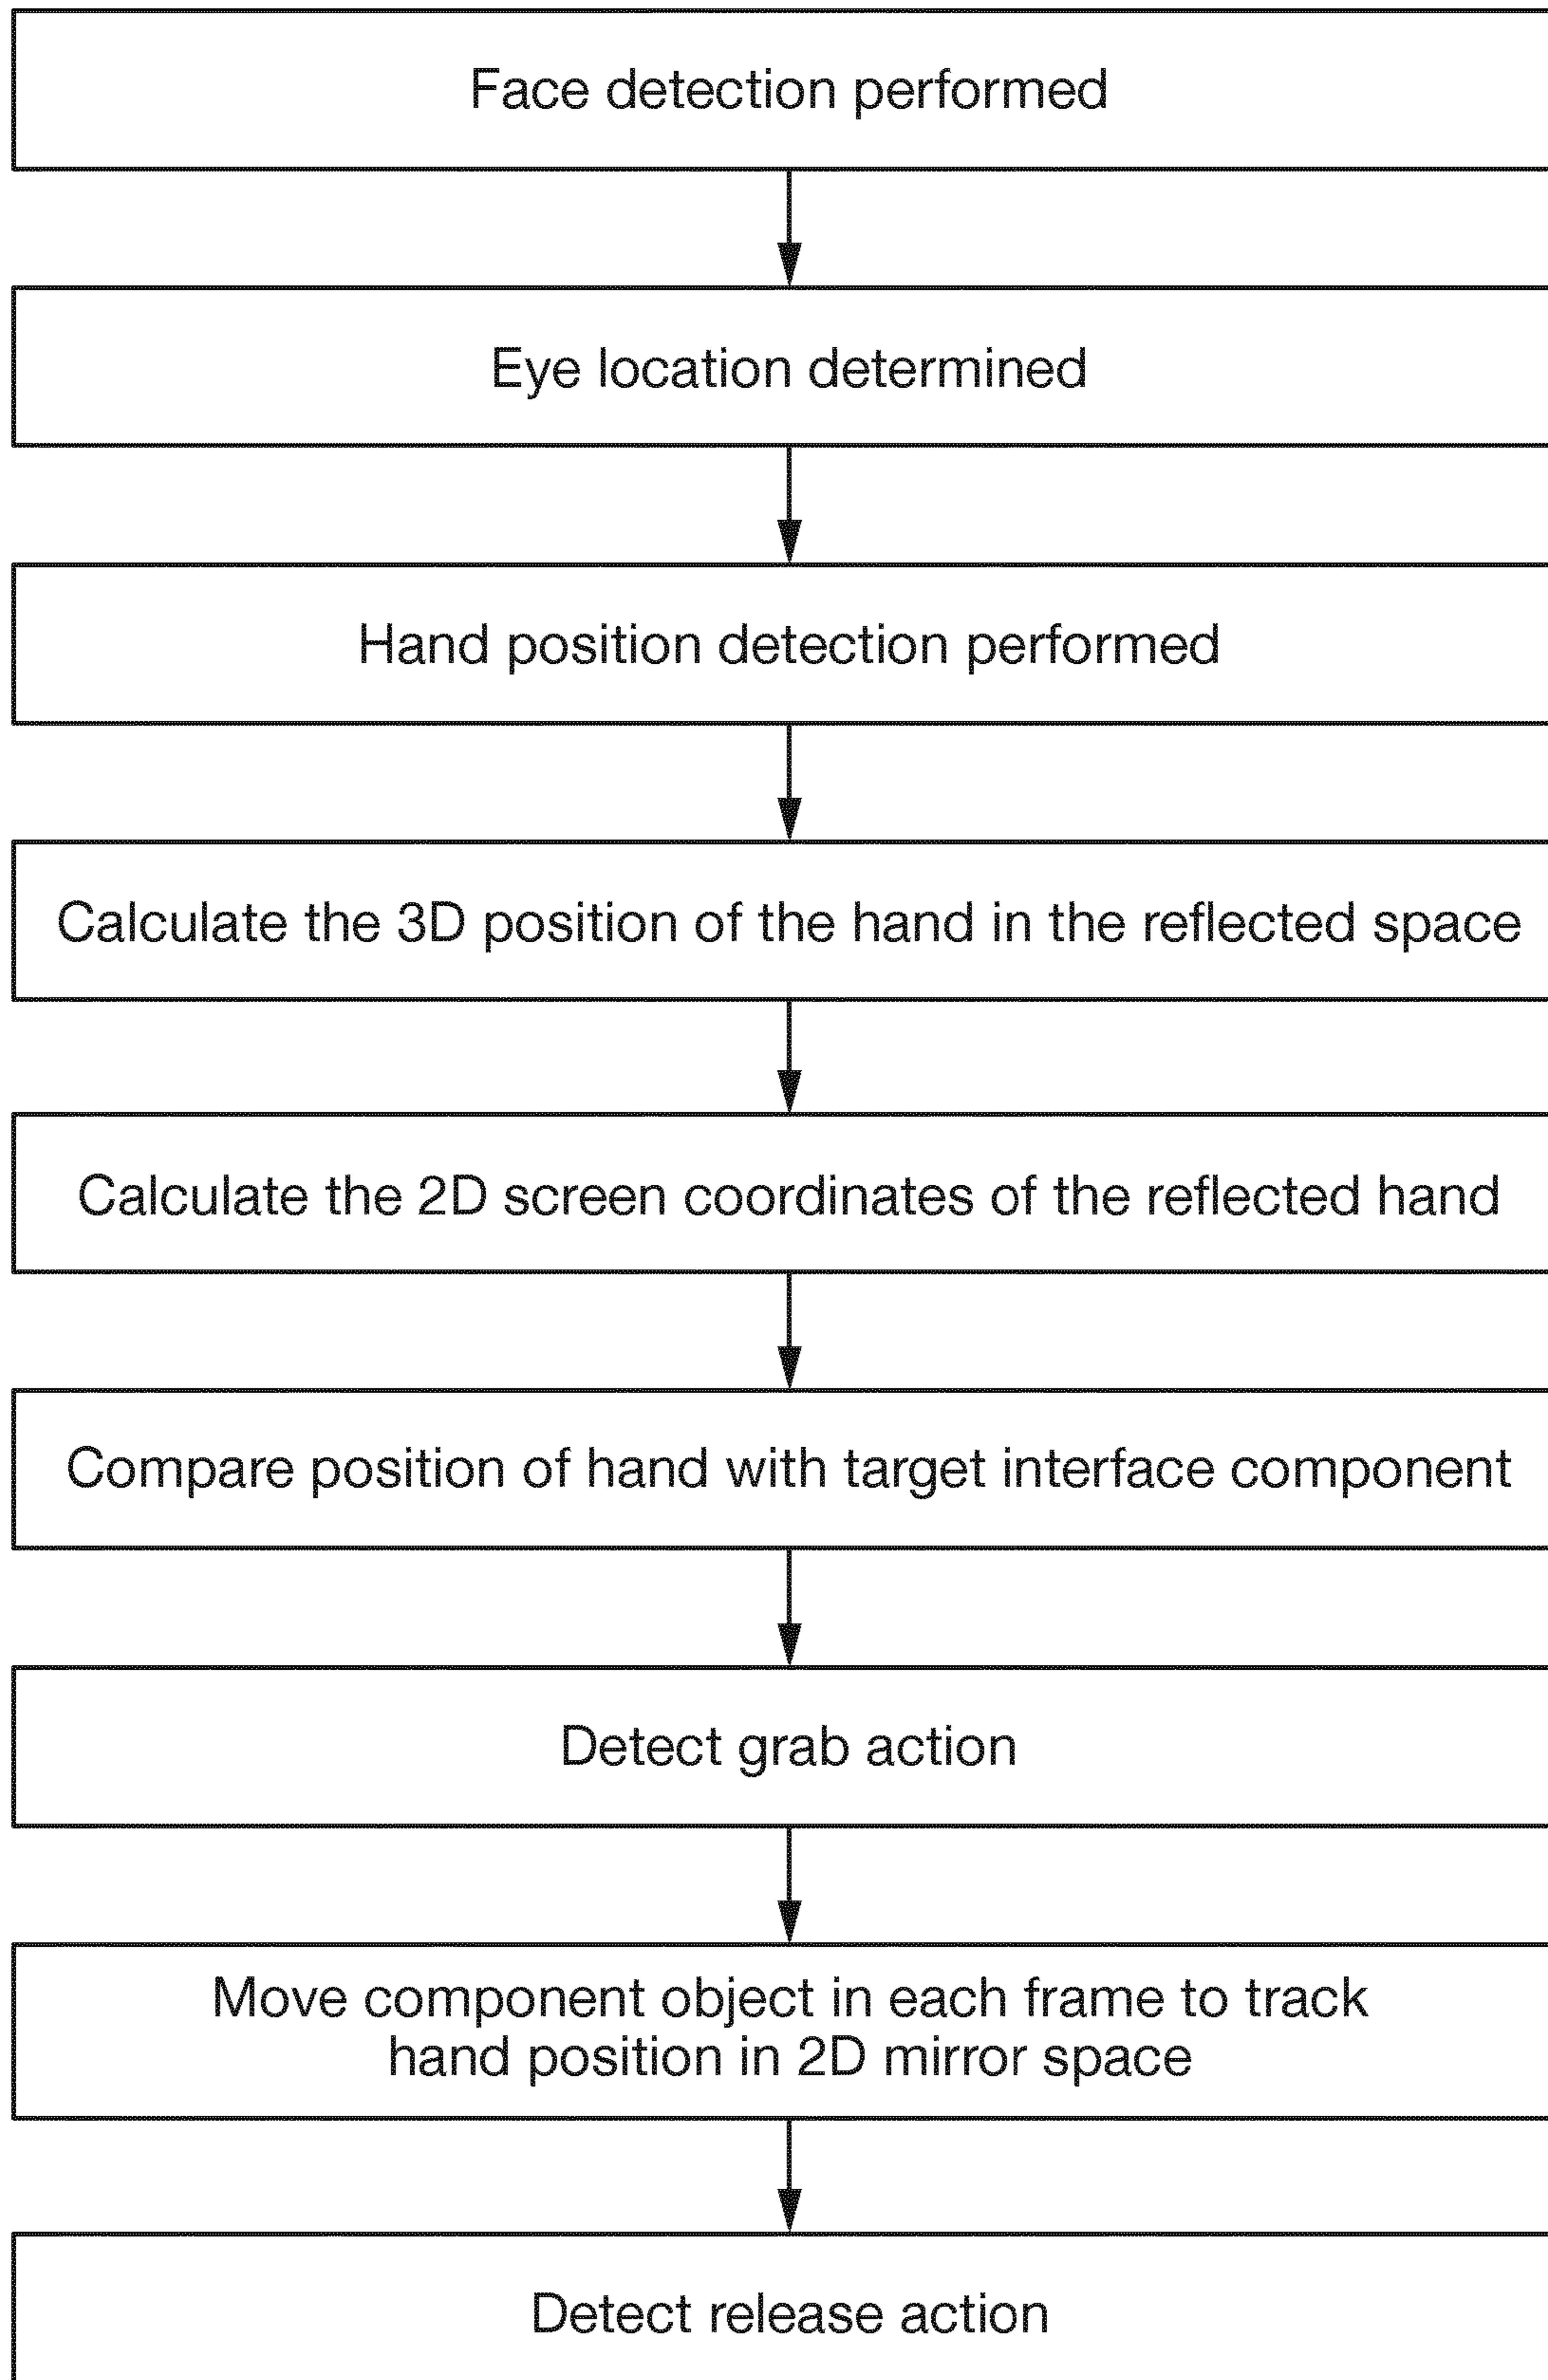 Face detection performed
Eye location determined
Hand position detection performed
Calculate the 3D position of the hand in the reflected space
Calculate the 2D screen coordinates of the reflected hand
Compare position of hand with target interface component
Detect grab action
Move component object in each frame to track
hand position in 2D mirror space
Detect release action